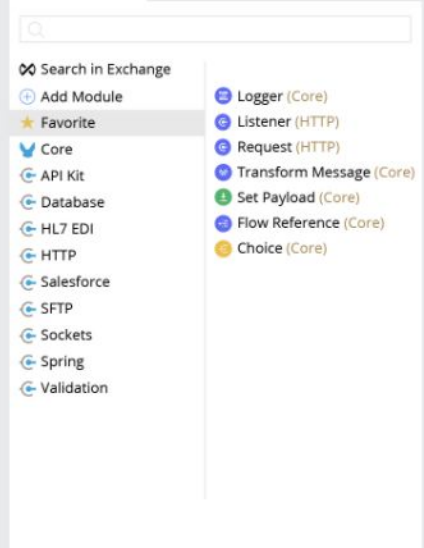 Search in Exchange
Add Module
Favorite
Core
API Kit
Database
HL7 EDI
HTTP
Salesforce
SFTP
Sockets
Spring
Validation
Logger (Core)
Listener (HTTP)
Request (HTTP)
Transform Message (Core)
Set Payload (Core)
Flow Reference (Core)
Choice (Core)